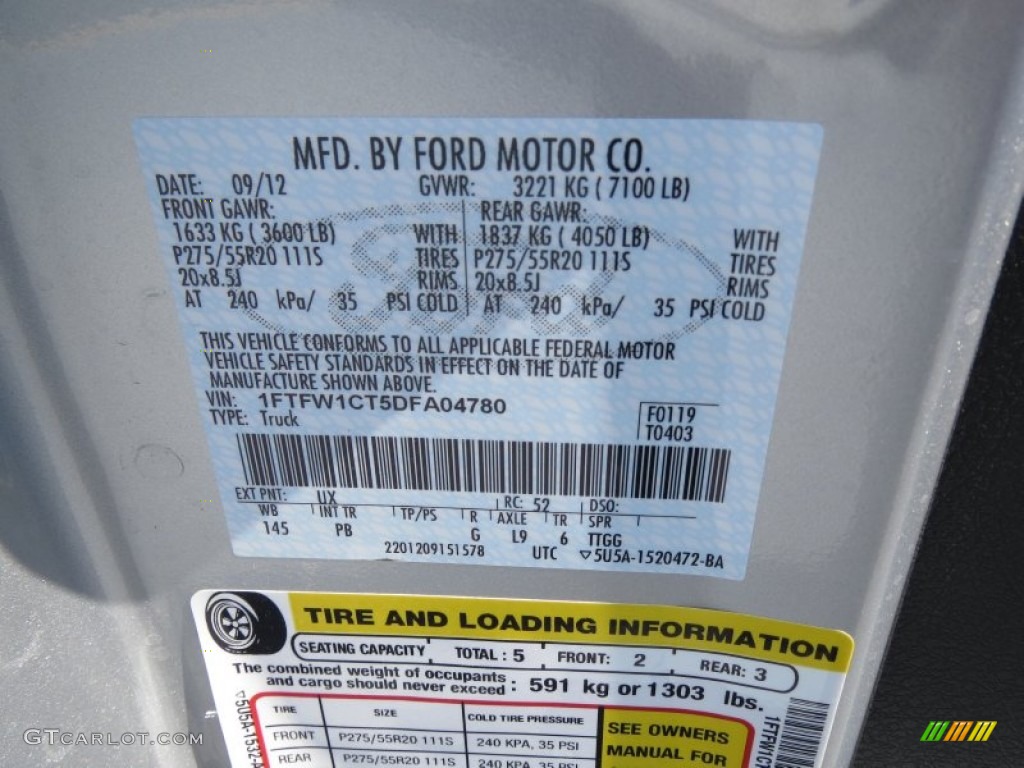 MFD. BY FORD MOTOR CO.
DATE: 09/12 GVWR: 3221 KG ( 7100 LB)
FRONT GAWR: REAR GAWR:
1633 KG ( 3600 LB) WITH 1837 KG ( 4050 LB) WITH
P275/55R20 111S TIRES P275/55R20 111S TIRES
20x8.5J RIMS 20x8.5J RIMS
AT 240 kPa/ 35 PSI COLD AT 240 kPa/ 35 PSI COLD
Ford
THIS VEHICLE CONFORMS TO ALL APPLICABLE FEDERAL MOTOR
VEHICLE SAFETY STANDARDS IN EFFECT ON THE DATE OF
MANUFACTURE SHOWN ABOVE.
VIN: 1FTFW1CT5DFA04780
TYPE: Truck
F0119
T0403
EXT PNT: UX RC: 52 DSO:
WB INT TR TP/PS R AXLE TR SPR
145 PB G L9 6 TTGG
2201209151578 UTC ▽5U5A-1520472-BA
TIRE AND LOADING INFORMATION
SEATING CAPACITY TOTAL : 5 FRONT: 2 REAR: 3
The combined weight of occupants
and cargo should never exceed : 591 kg or 1303 lbs.
TIRE SIZE COLD TIRE PRESSURE
FRONT P275/55R20 111S 240 KPA, 35 PSI
REAR P275/55R20 111S 240 KPA, 35 PSI
SEE OWNERS
MANUAL FOR
▽5U5A-1532-A
1FTFW1C
GTCarLot.com